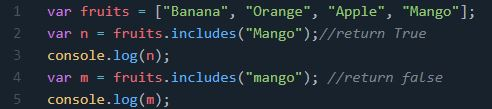 1 var fruits = ["Banana", "Orange", "Apple", "Mango"];
2 var n = fruits.includes("Mango");//return True
3 console.log(n);
4 var m = fruits.includes("mango"); //return false
5 console.log(m);